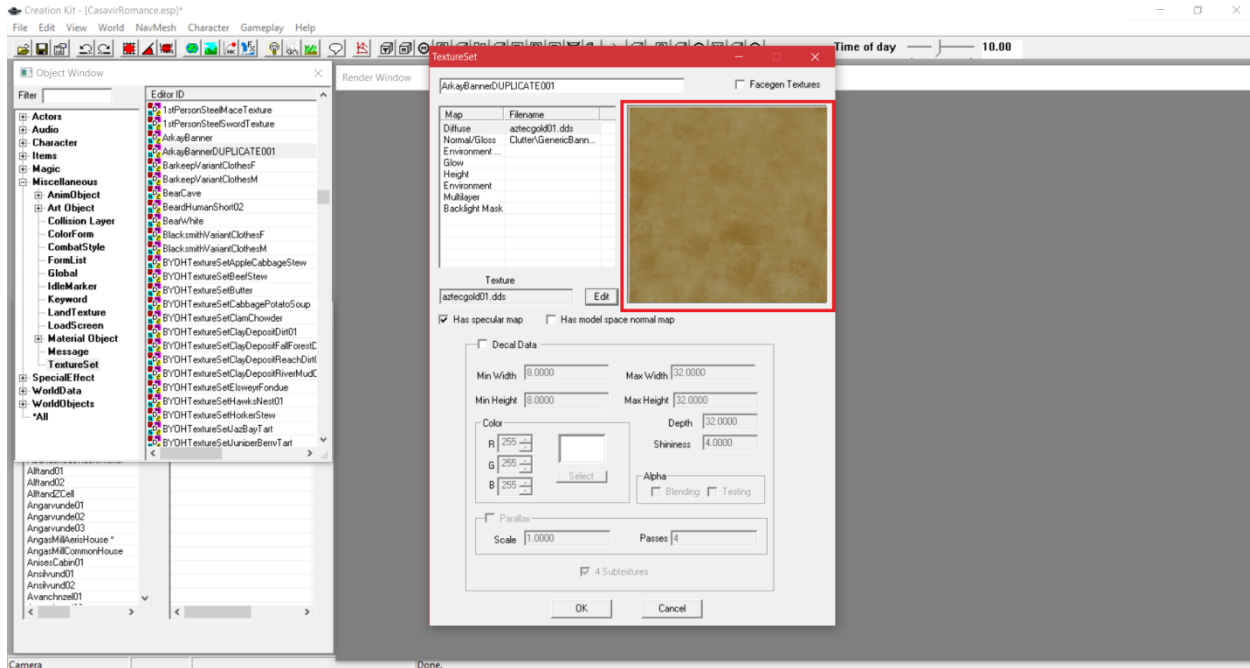 Creation Kit - [CasavirRomance.esp]*
File Edit View World NavMesh Character Gameplay Help
Time of day 10.00
Object Window
Render Window
Filter
Actors
Audio
Character
Items
Magic
Miscellaneous
AnimObject
Art Object
Collision Layer
ColorForm
CombatStyle
FormList
Global
IdleMarker
Keyword
LandTexture
LoadScreen
Material Object
Message
TextureSet
SpecialEffect
WorldData
WorldObjects
*All
Editor ID
1stPersonSteelMaceTexture
1stPersonSteelSwordTexture
ArkayBanner
ArkayBannerDUPLICATE001
BarkeepVariantClothesF
BarkeepVariantClothesM
BearCave
BeardHumanShort02
BearWhite
BlacksmithVariantClothesF
BlacksmithVariantClothesM
BYOHTextureSetAppleCabbageStew
BYOHTextureSetBeefStew
BYOHTextureSetButter
BYOHTextureSetCabbagePotatoSoup
BYOHTextureSetClamChowder
BYOHTextureSetClayDepositDirt01
BYOHTextureSetClayDepositFallForestD
BYOHTextureSetClayDepositReachDirt0
BYOHTextureSetClayDepositRiverMud0
BYOHTextureSetElsweyrFondue
BYOHTextureSetHawksNest01
BYOHTextureSetHorkerStew
BYOHTextureSetJazBayTart
BYOHTextureSetJuniperBerryTart
Alftand01
Alftand02
AlftandZCell
Angarvunde01
Angarvunde02
Angarvunde03
AngasMillAerisHouse *
AngasMillCommonHouse
AnisesCabin01
Ansilvund01
Ansilvund02
Avanchnzel01
TextureSet
ArkayBannerDUPLICATE001
Facegen Textures
Map Filename
Diffuse aztecgold01.dds
Normal/Gloss Clutter\GenericBann...
Environment ...
Glow
Height
Environment
Multilayer
Backlight Mask
Texture
aztecgold01.dds Edit
Has specular map Has model space normal map
Decal Data
Min Width 8.0000 Max Width 32.0000
Min Height 8.0000 Max Height 32.0000
Color
Depth 32.0000
R 255
Shininess 4.0000
G 255
Select
B 255
Alpha
Blending Testing
Parallax
Scale 1.0000 Passes 4
4 Subtextures
OK Cancel
Camera Done.